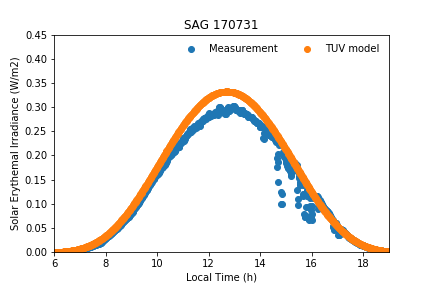 SAG 170731
Measurement
TUV model
Solar Erythemal Irradiance (W/m2)
0.45
0.40
0.35
0.30
0.25
0.20
0.15
0.10
0.05
0.00
6 8 10 12 14 16 18
Local Time (h)